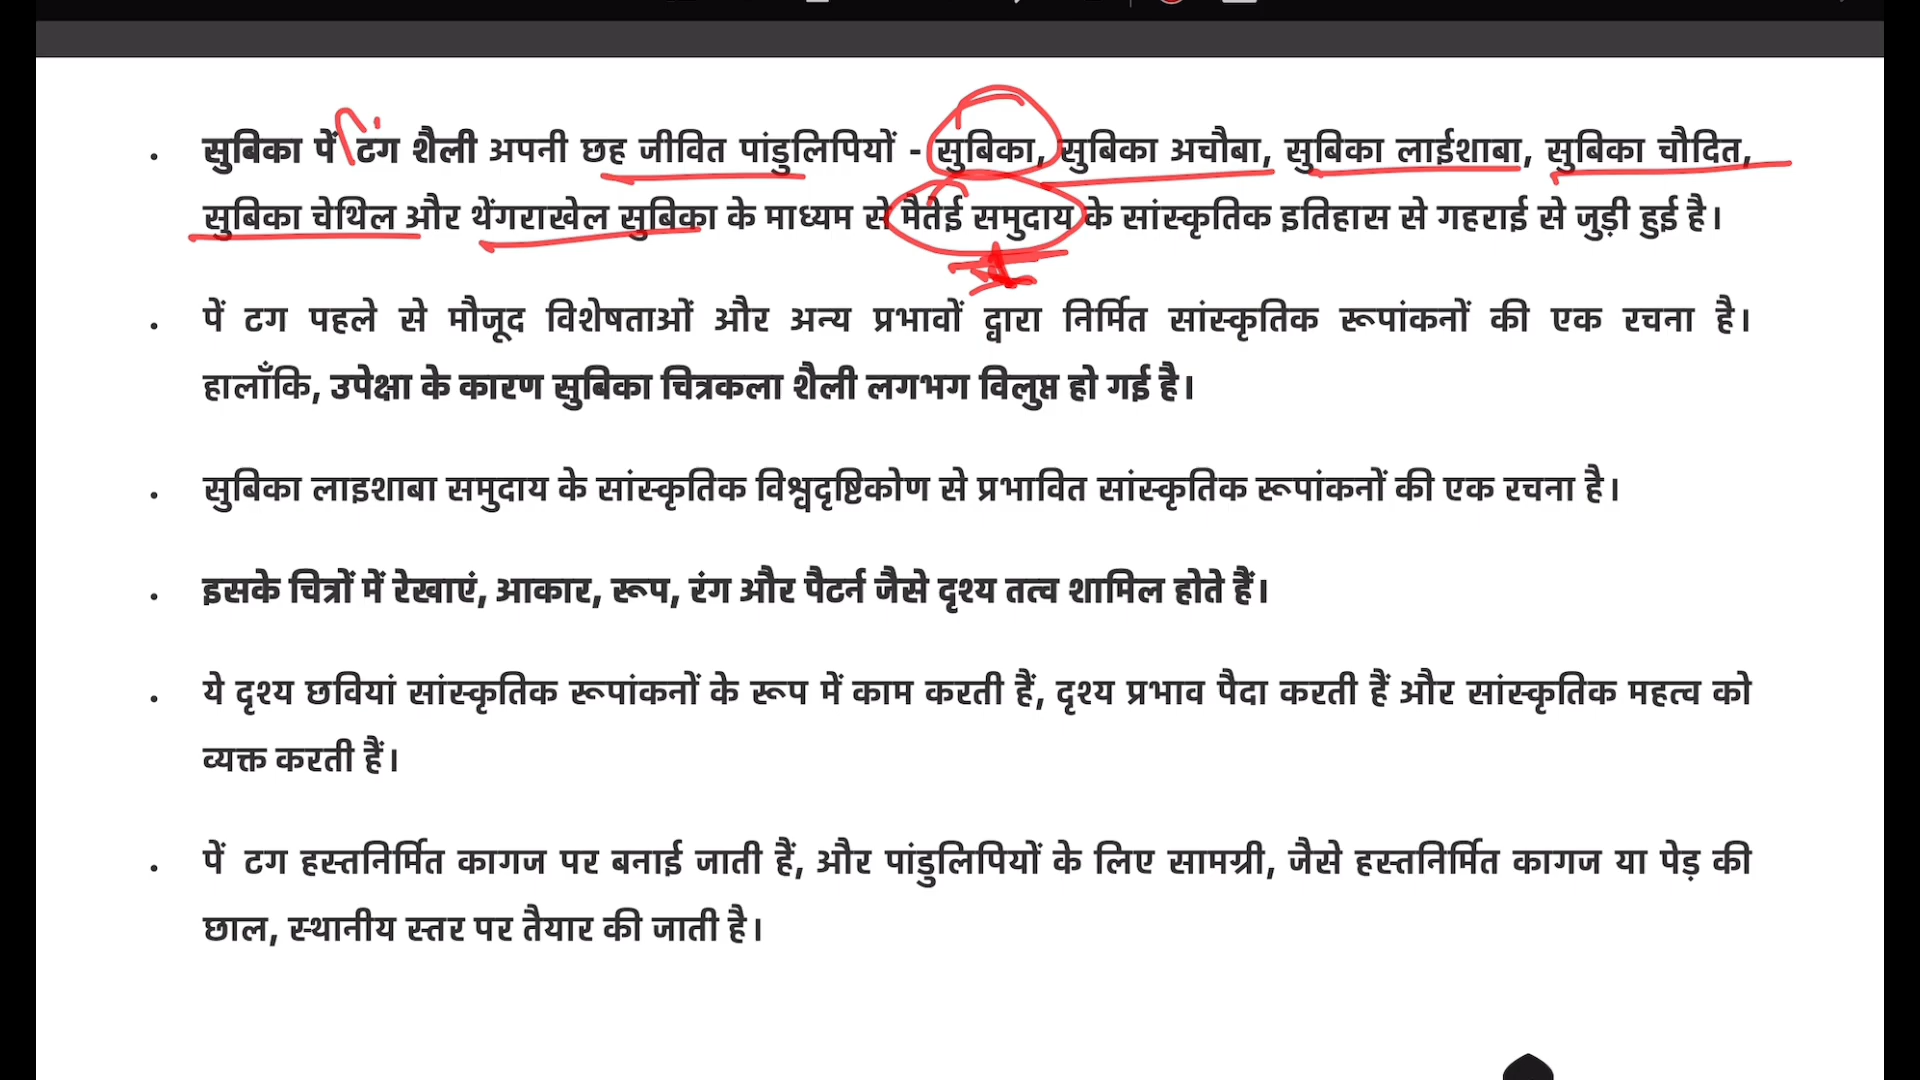 • सुबिका पें टिंग शैली अपनी छह जीवित पांडुलिपियों - सुबिका, सुबिका अचौबा, सुबिका लाईशाबा, सुबिका चौदित,
सुबिका चेथिल और थेंगराखेल सुबिका के माध्यम से मैतेई समुदाय के सांस्कृतिक इतिहास से गहराई से जुड़ी हुई है।
• पें टग पहले से मौजूद विशेषताओं और अन्य प्रभावों द्वारा निर्मित सांस्कृतिक रूपांकनों की एक रचना है।
हालाँकि, उपेक्षा के कारण सुबिका चित्रकला शैली लगभग विलुप्त हो गई है।
• सुबिका लाइशाबा समुदाय के सांस्कृतिक विश्वदृष्टिकोण से प्रभावित सांस्कृतिक रूपांकनों की एक रचना है।
• इसके चित्रों में रेखाएं, आकार, रूप, रंग और पैटर्न जैसे दृश्य तत्व शामिल होते हैं।
• ये दृश्य छवियां सांस्कृतिक रूपांकनों के रूप में काम करती हैं, दृश्य प्रभाव पैदा करती हैं और सांस्कृतिक महत्व को
व्यक्त करती हैं।
• पें टग हस्तनिर्मित कागज पर बनाई जाती हैं, और पांडुलिपियों के लिए सामग्री, जैसे हस्तनिर्मित कागज या पेड़ की
छाल, स्थानीय स्तर पर तैयार की जाती है।